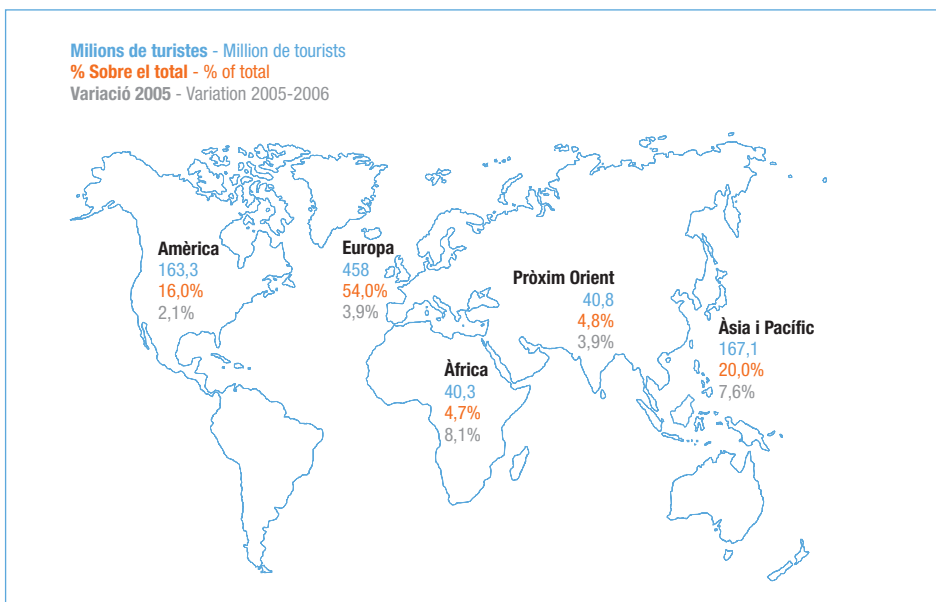 Milions de turistes - Million de tourists
% Sobre el total - % of total
Variació 2005 - Variation 2005-2006
Amèrica
163,3
16,0%
2,1%
Europa
458
54,0%
3,9%
Pròxim Orient
40,8
4,8%
3,9%
Àsia i Pacífic
167,1
20,0%
7,6%
Àfrica
40,3
4,7%
8,1%